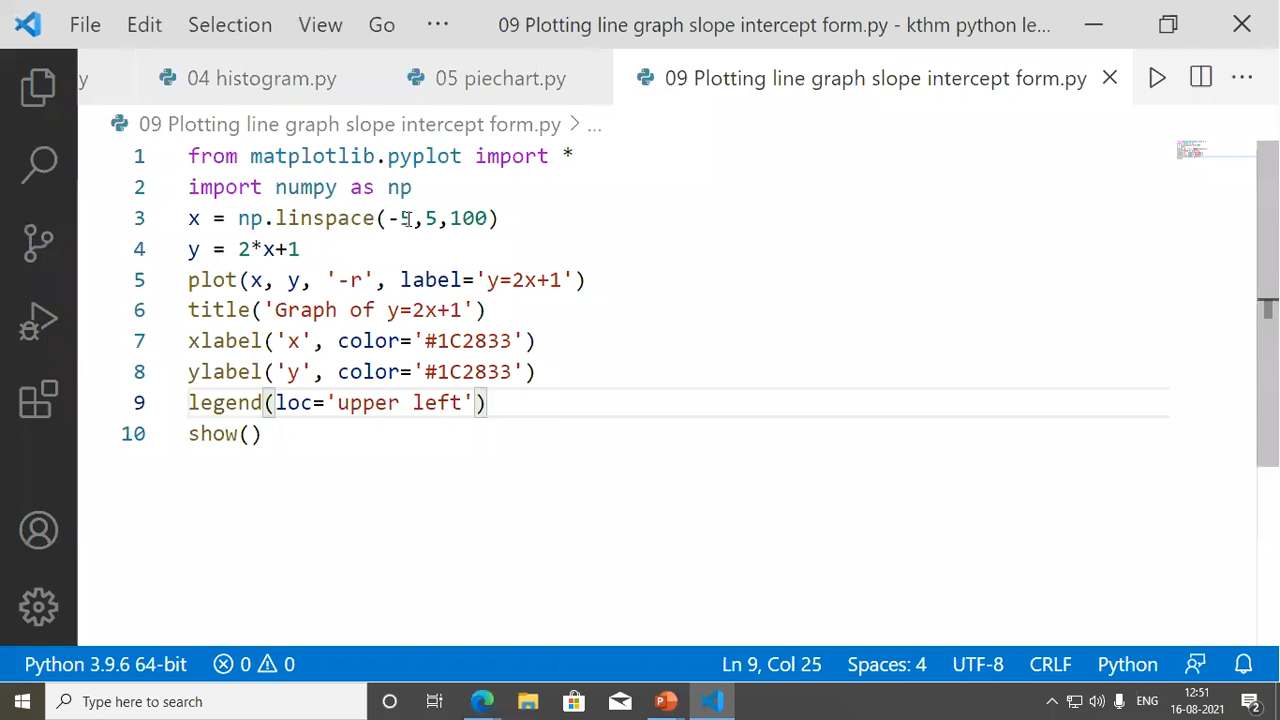 File Edit Selection View Go ··· 09 Plotting line graph slope intercept form.py - kthm python le...
y 04 histogram.py 05 piechart.py 09 Plotting line graph slope intercept form.py
09 Plotting line graph slope intercept form.py > ...
1 from matplotlib.pyplot import *
2 import numpy as np
3 x = np.linspace(-5,5,100)
4 y = 2*x+1
5 plot(x, y, '-r', label='y=2x+1')
6 title('Graph of y=2x+1')
7 xlabel('x', color='#1C2833')
8 ylabel('y', color='#1C2833')
9 legend(loc='upper left')
10 show()
Python 3.9.6 64-bit 0 0 Ln 9, Col 25 Spaces: 4 UTF-8 CRLF Python
Type here to search ENG 12:51
16-08-2021 2